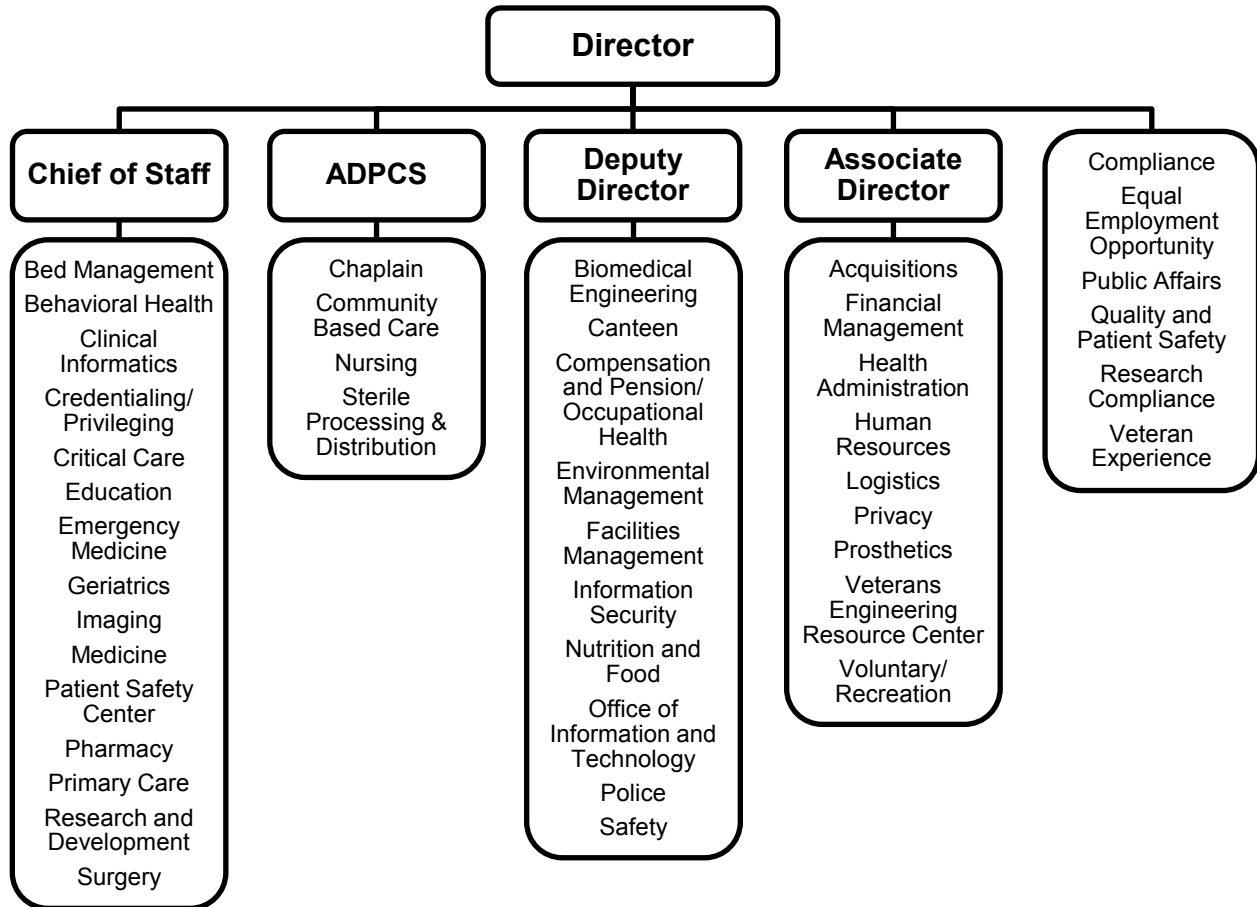 Director
Chief of Staff
ADPCS
Deputy
Director
Associate
Director
Bed Management
Behavioral Health
Clinical
Informatics
Credentialing/
Privileging
Critical Care
Education
Emergency
Medicine
Geriatrics
Imaging
Medicine
Patient Safety
Center
Pharmacy
Primary Care
Research and
Development
Surgery
Chaplain
Community
Based Care
Nursing
Sterile
Processing &
Distribution
Biomedical
Engineering
Canteen
Compensation
and Pension/
Occupational
Health
Environmental
Management
Facilities
Management
Information
Security
Nutrition and
Food
Office of
Information and
Technology
Police
Safety
Acquisitions
Financial
Management
Health
Administration
Human
Resources
Logistics
Privacy
Prosthetics
Veterans
Engineering
Resource Center
Voluntary/
Recreation
Compliance
Equal
Employment
Opportunity
Public Affairs
Quality and
Patient Safety
Research
Compliance
Veteran
Experience